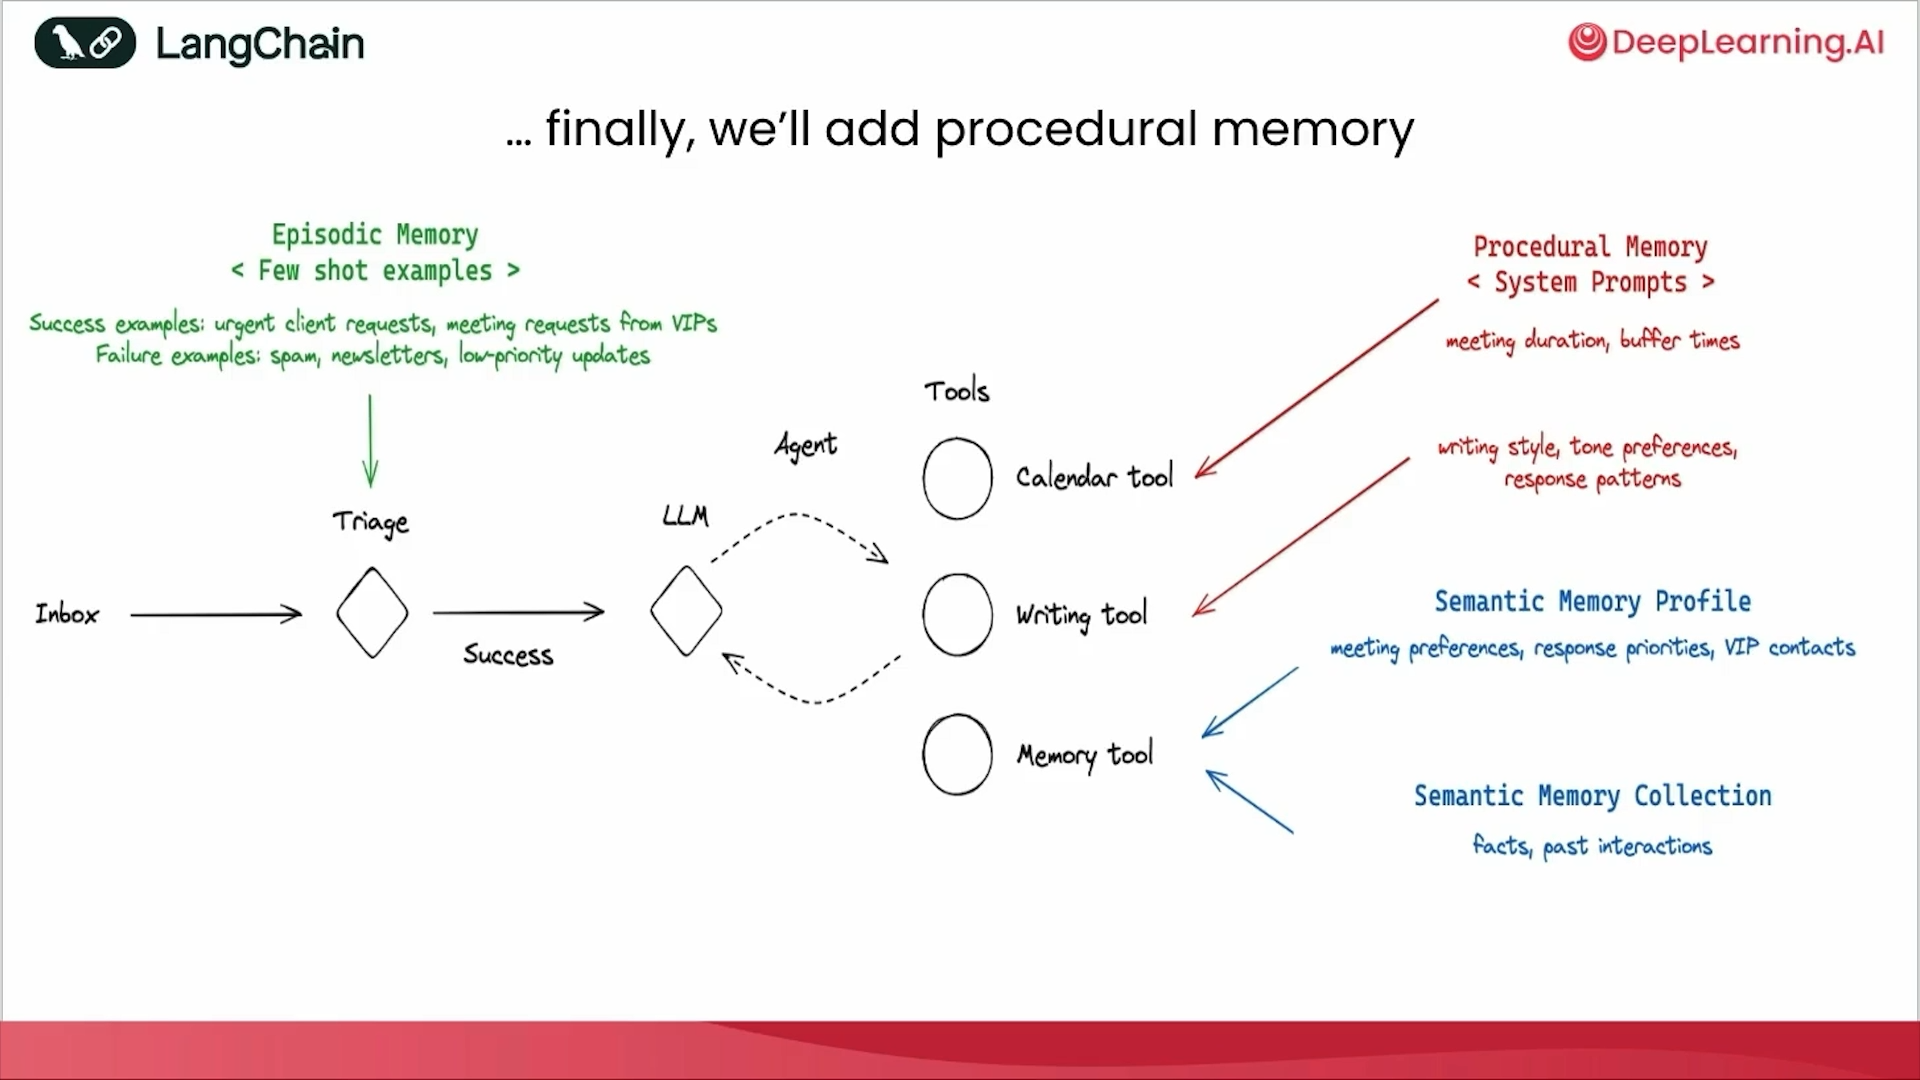 LangChain
DeepLearning.AI
... finally, we'll add procedural memory
Episodic Memory
< Few shot examples >
Success examples: urgent client requests, meeting requests from VIPs
Failure examples: spam, newsletters, low-priority updates
Procedural Memory
< System Prompts >
meeting duration, buffer times
Tools
Agent
Calendar tool
writing style, tone preferences,
response patterns
Triage
LLM
Inbox
Success
Writing tool
Semantic Memory Profile
meeting preferences, response priorities, VIP contacts
Memory tool
Semantic Memory Collection
facts, past interactions